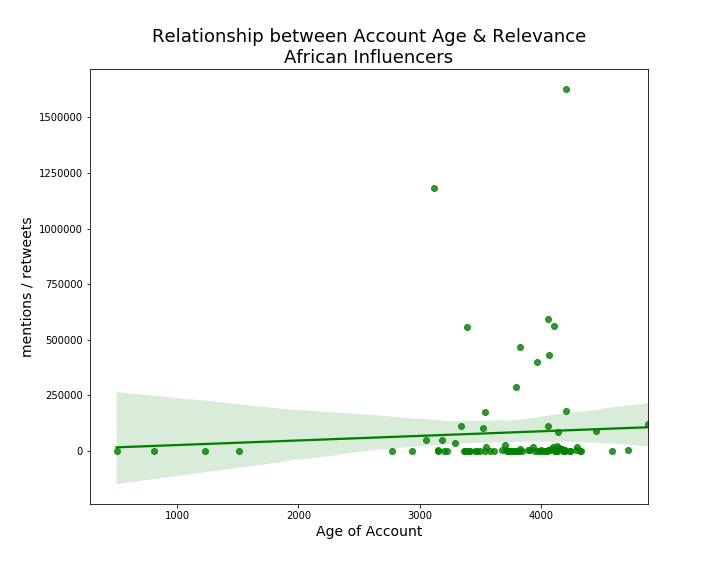 Relationship between Account Age & Relevance
African Influencers
mentions / retweets
1500000
1250000
1000000
750000
500000
250000
0
1000 2000 3000 4000
Age of Account